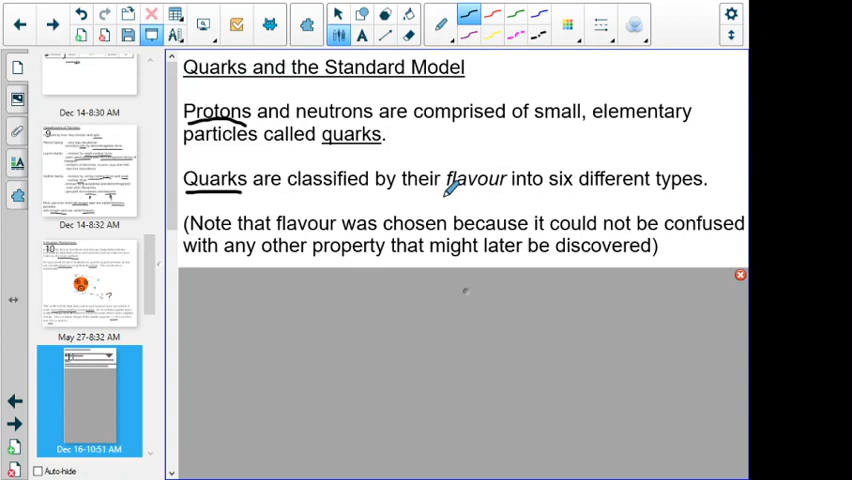 Quarks and the Standard Model
Protons and neutrons are comprised of small, elementary
particles called quarks.
Quarks are classified by their flavour into six different types.
(Note that flavour was chosen because it could not be confused
with any other property that might later be discovered)
Dec 14-8:30 AM
9
Dec 14-8:32 AM
10
May 27-8:32 AM
Dec 16-10:51 AM
Auto-hide